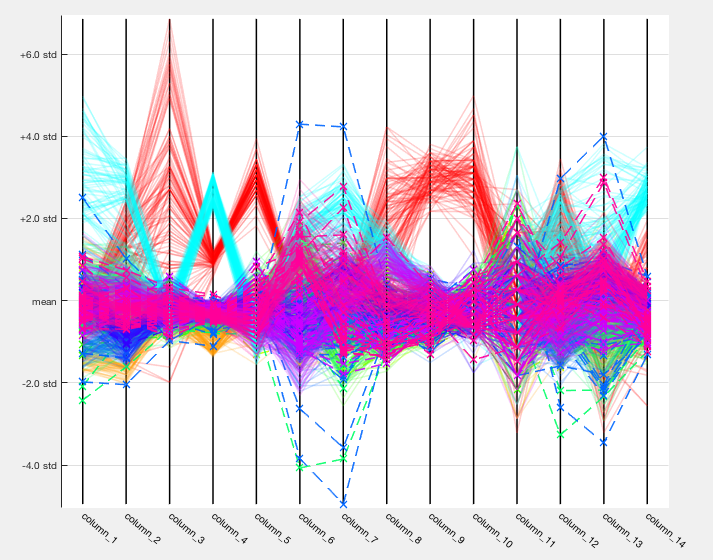 +6.0 std
+4.0 std
+2.0 std
mean
-2.0 std
-4.0 std
column_1
column_2
column_3
column_4
column_5
column_6
column_7
column_8
column_9
column_10
column_11
column_12
column_13
column_14